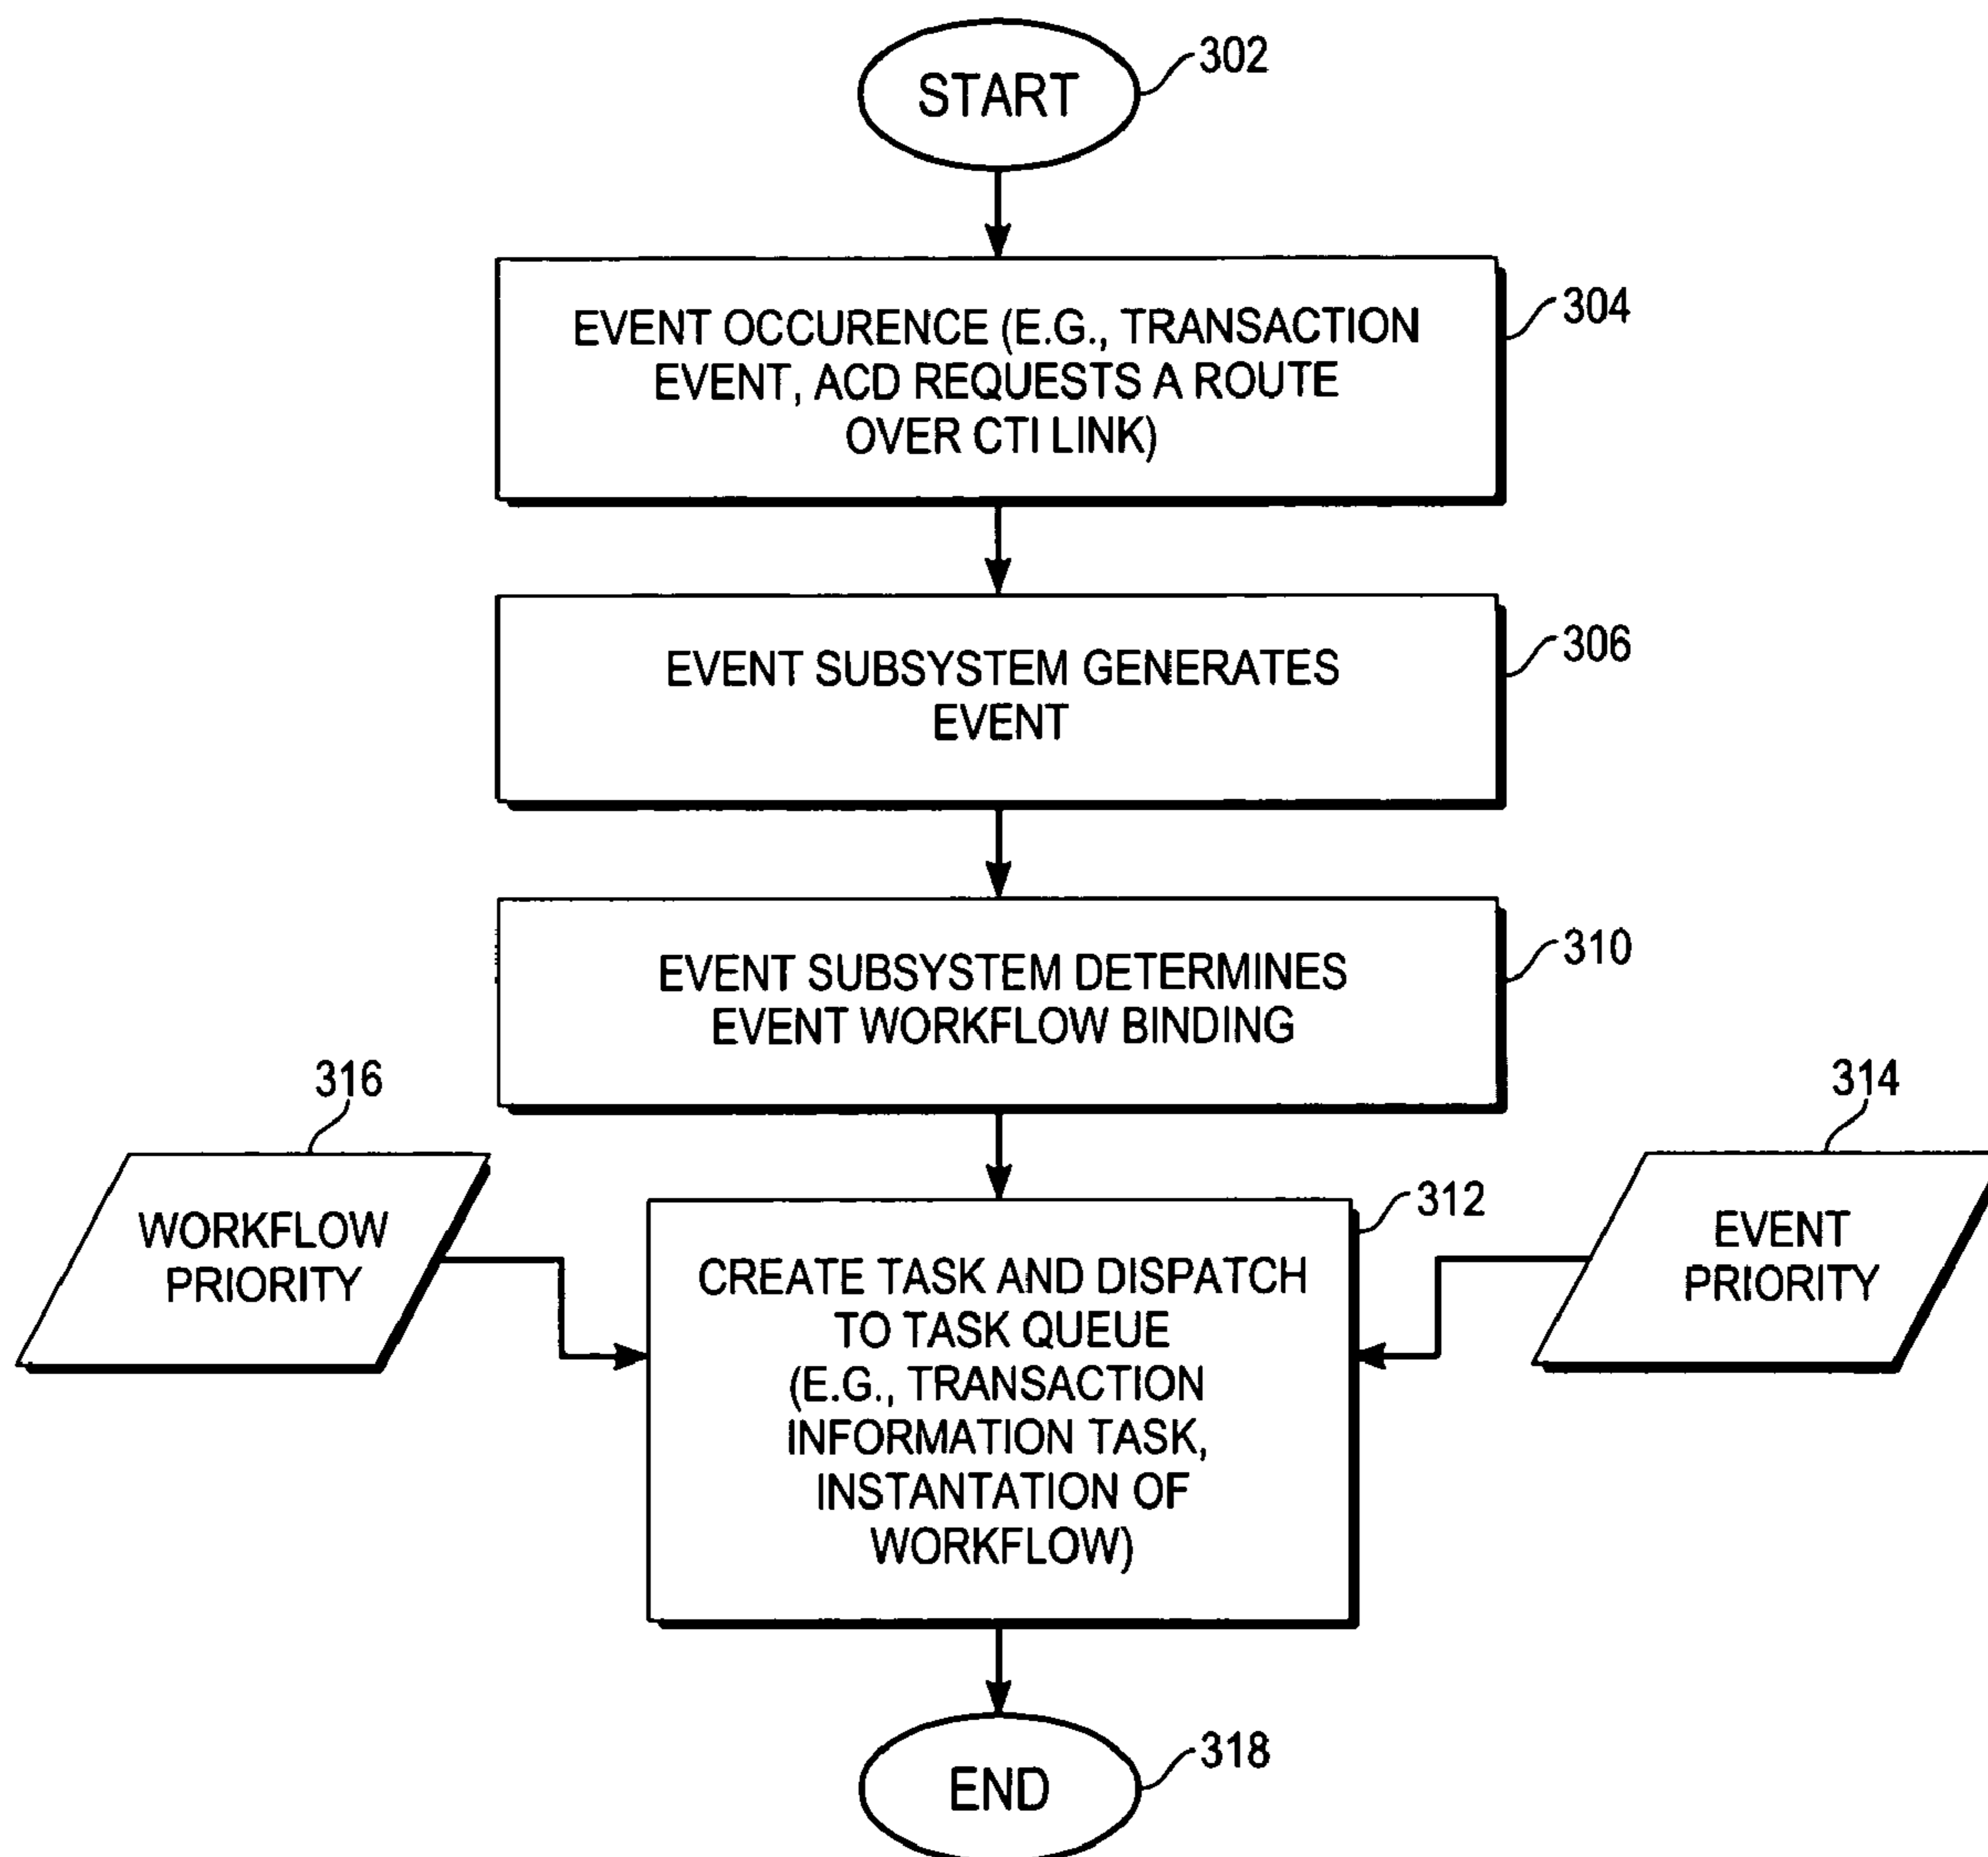 START
302
EVENT OCCURENCE (E.G., TRANSACTION
EVENT, ACD REQUESTS A ROUTE
OVER CTI LINK)
304
EVENT SUBSYSTEM GENERATES
EVENT
306
EVENT SUBSYSTEM DETERMINES
EVENT WORKFLOW BINDING
310
316
WORKFLOW
PRIORITY
314
EVENT
PRIORITY
312
CREATE TASK AND DISPATCH
TO TASK QUEUE
(E.G., TRANSACTION
INFORMATION TASK,
INSTANTATION OF
WORKFLOW)
END
318